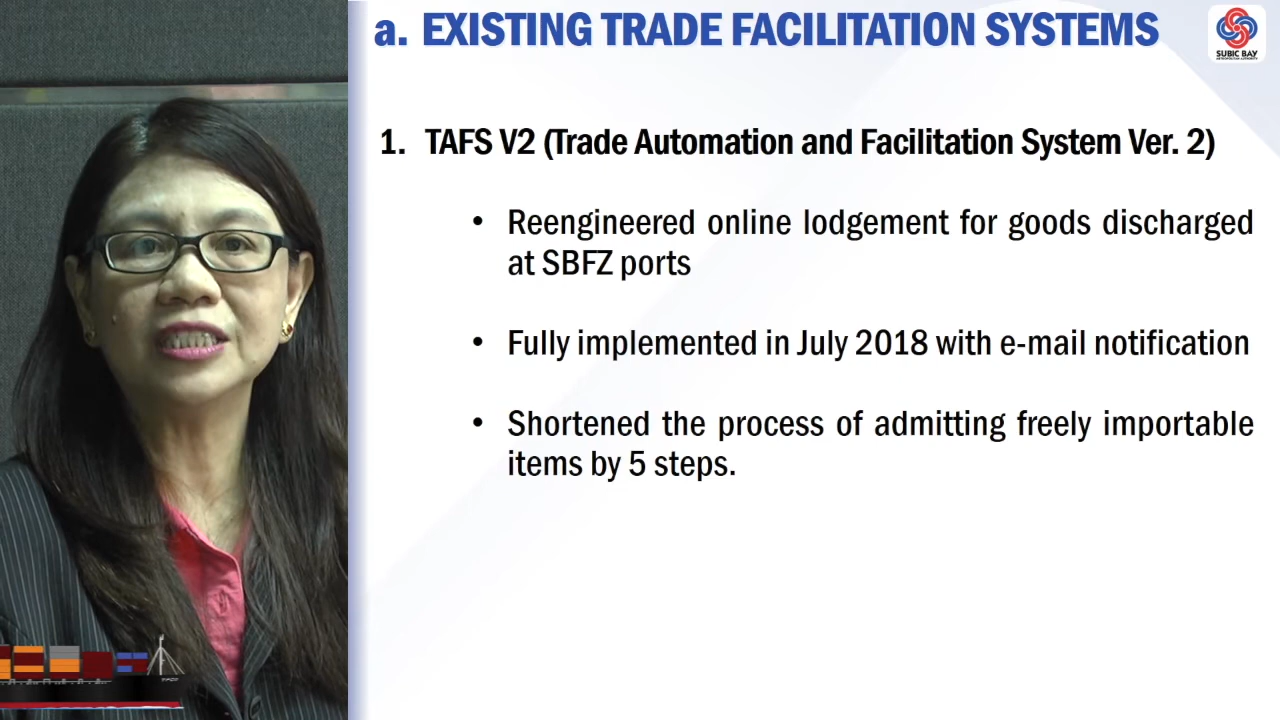 a. EXISTING TRADE FACILITATION SYSTEMS
SUBIC BAY
METROPOLITAN AUTHORITY
1. TAFS V2 (Trade Automation and Facilitation System Ver. 2)
• Reengineered online lodgement for goods discharged
at SBFZ ports
• Fully implemented in July 2018 with e-mail notification
• Shortened the process of admitting freely importable
items by 5 steps.